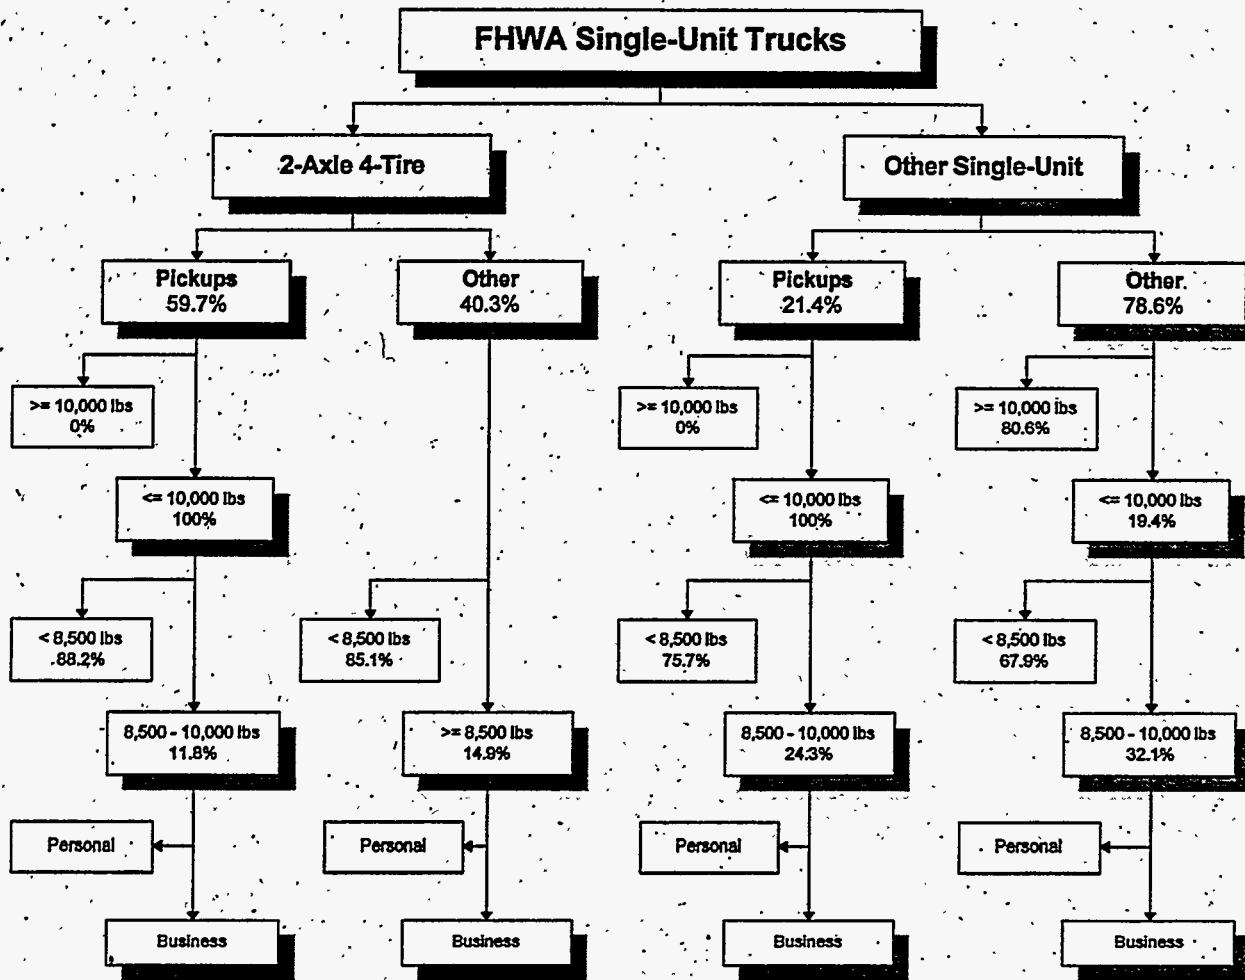 FHWA Single-Unit Trucks
2-Axle 4-Tire
Other Single-Unit
Pickups
59.7%
Other
40.3%
Pickups
21.4%
Other
78.6%
>= 10,000 lbs
0%
>= 10,000 lbs
0%
>= 10,000 lbs
80.6%
<= 10,000 lbs
100%
<= 10,000 lbs
100%
<= 10,000 lbs
19.4%
< 8,500 lbs
88.2%
< 8,500 lbs
85.1%
< 8,500 lbs
75.7%
< 8,500 lbs
67.9%
8,500 - 10,000 lbs
11.8%
>= 8,500 lbs
14.9%
8,500 - 10,000 lbs
24.3%
8,500 - 10,000 lbs
32.1%
Personal
Personal
Personal
Personal
Business
Business
Business
Business